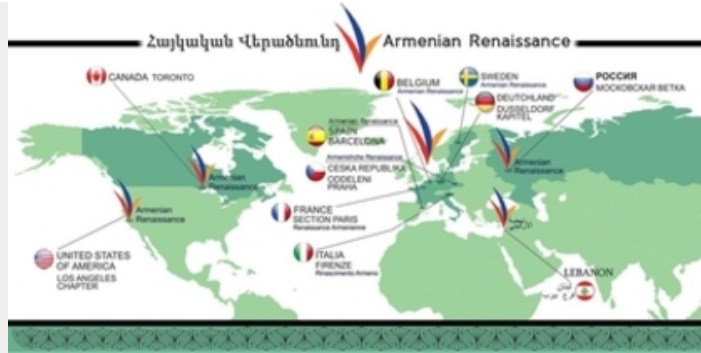 Հայկական Վերածնունդ
Armenian Renaissance
CANADA TORONTO
BELGIUM
Armenian Renaissance
SWEDEN
Armenian Renaissance
DEUTCHLAND
DUSSELDORF
KAPITEL
РОССИЯ
МОСКОВСКАЯ ВЕТКА
Armenian Renaissance
SPAIN
BARCELONA
Armenische Renaissance
CESKA REPUBLIKA
ODDELENI
PRAHA
Armenian
Renaissance
Armenian
Renaissance
Armenian
Renaissance
FRANCE
SECTION PARIS
Renaissance Armenienne
ITALIA
FIRENZE
Rinascimento Armeno
UNITED STATES
OF AMERICA
LOS ANGELES
CHAPTER
LEBANON
لبنان